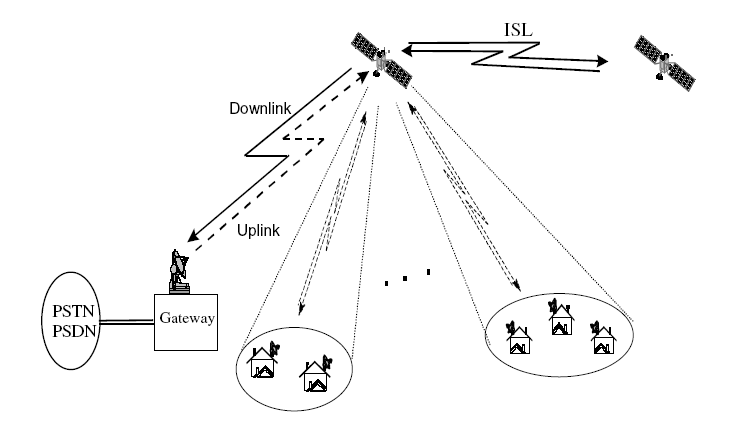 ISL
Downlink
Uplink
PSTN
PSDN
Gateway